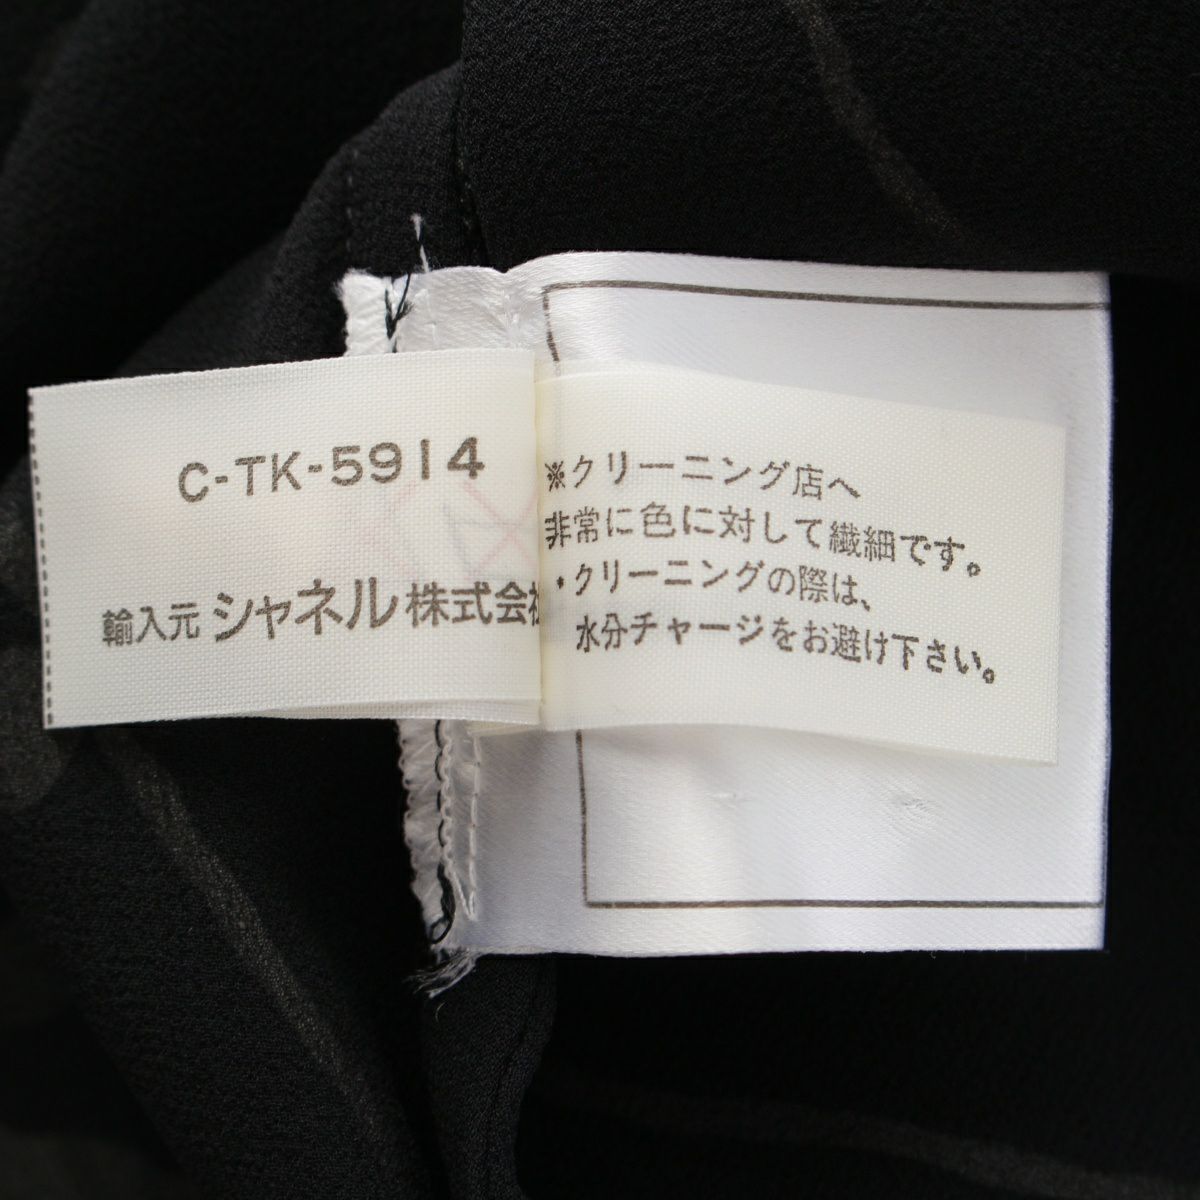 C-TK-5914
輸入元 シャネル株式会社
※クリーニング店へ
非常に色に対して繊細です。
・クリーニングの際は、
水分チャージをお避け下さい。